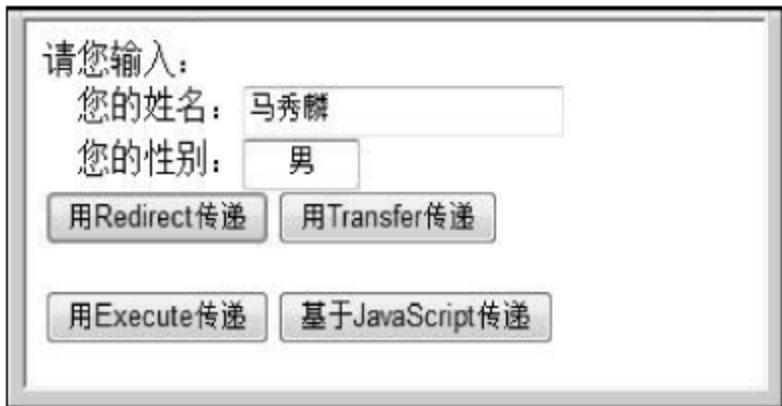 请您输入：
您的姓名：马秀麟
您的性别：男
用Redirect传递 用Transfer传递
用Execute传递 基于JavaScript传递